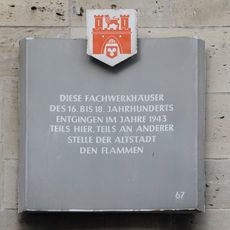 DIESE FACHWERKHÄUSER
DES 16. BIS 18. JAHRHUNDERTS
ENTGINGEN IM JAHRE 1943
TEILS HIER, TEILS AN ANDERER
STELLE DER ALTSTADT
DEN FLAMMEN
67